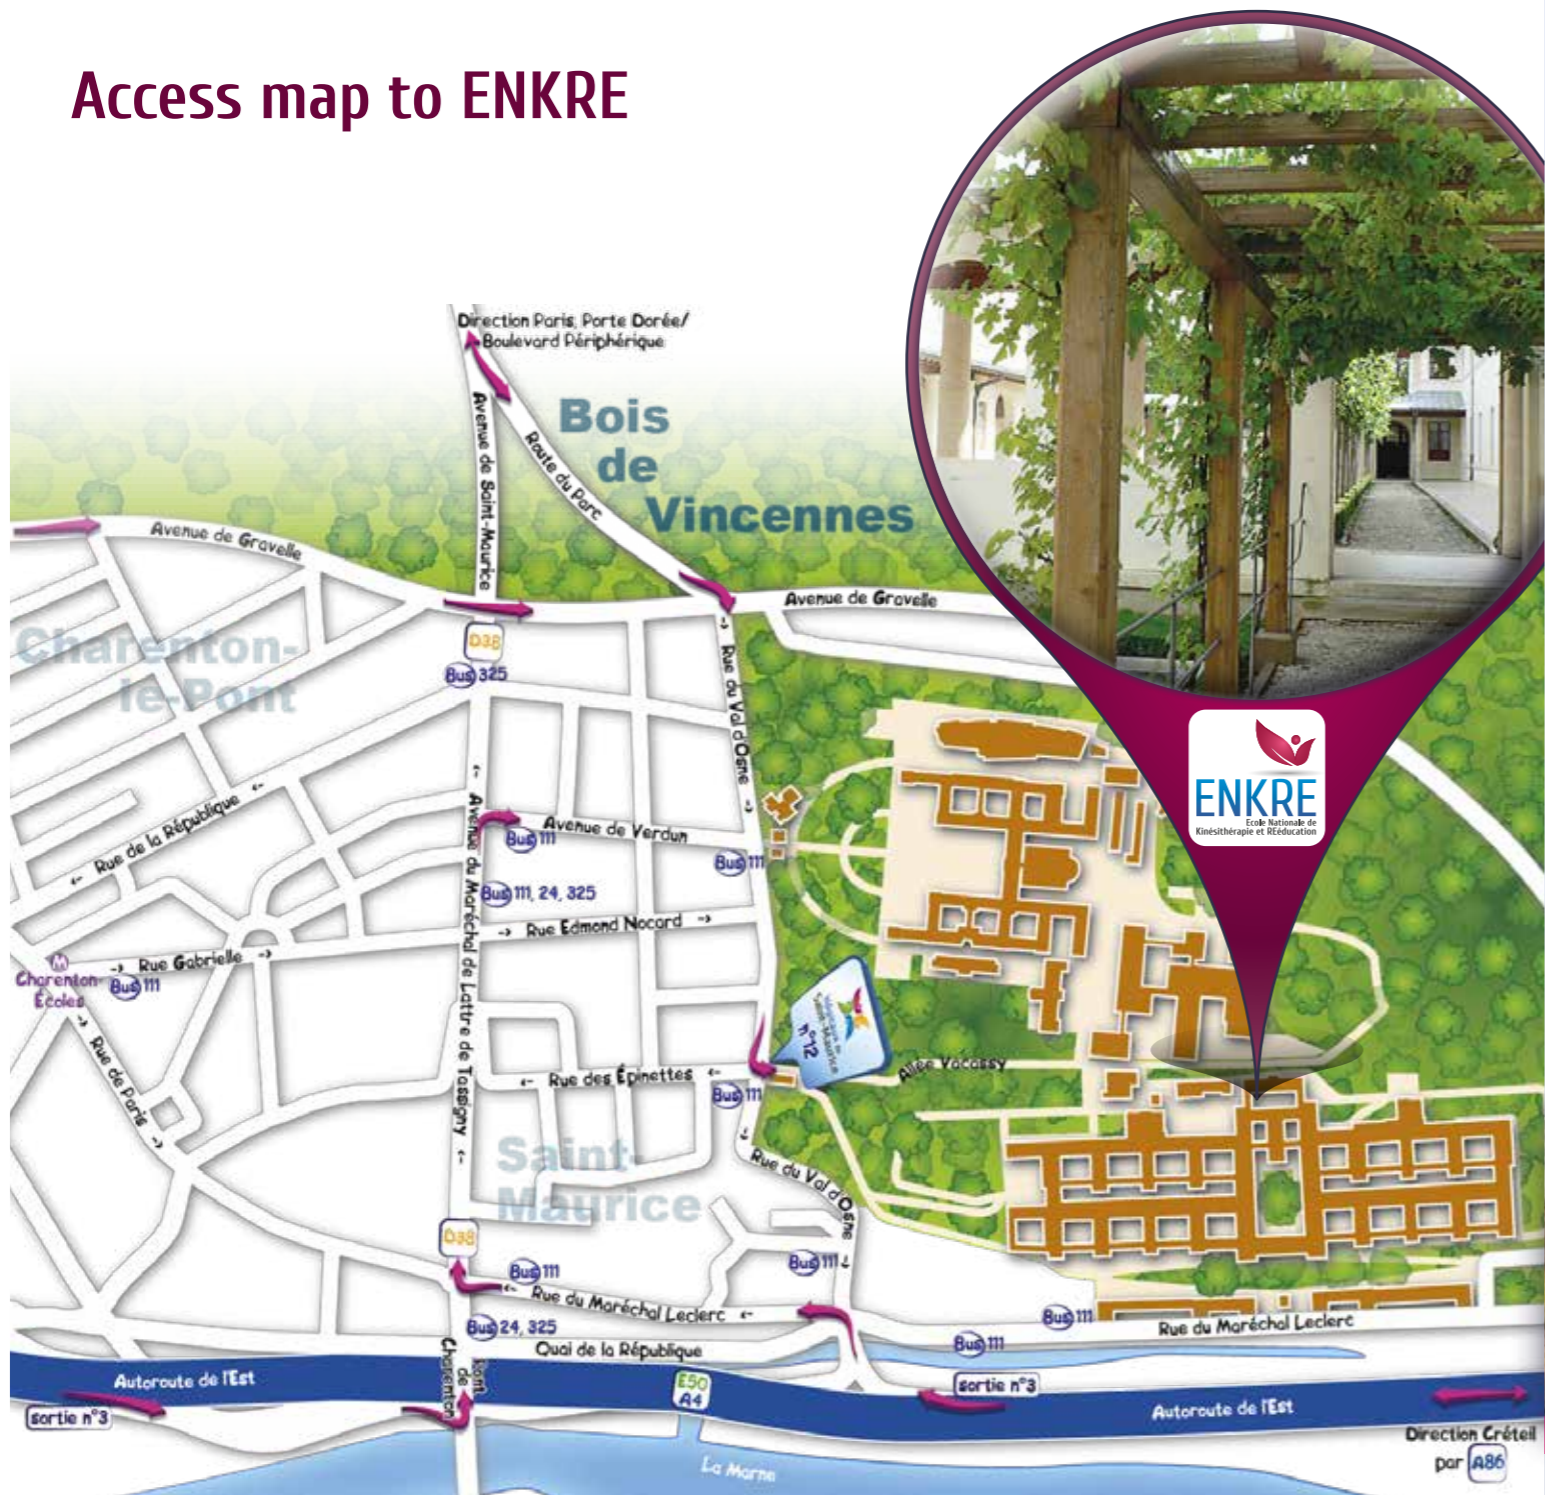 Access map to ENKRE
Direction Paris, Porte Dorée/
Boulevard Périphérique
Bois
de
Vincennes
Avenue de Saint-Maurice
Route du Parc
Avenue de Gravelle
Avenue de Gravelle
Charenton-
le-Pont
D38
Bus 325
Rue du Val d'Osne
ENKRE
Ecole Nationale de
Kinésithérapie et REéducation
Rue de la République
Avenue du Maréchal de Lattre de Tassigny
Avenue de Verdun
Bus 111
Bus 111
Bus 111, 24, 325
Rue Edmond Nocard
M
Charenton-
Écoles
Rue Gabrielle
Bus 111
Rue de Paris
Saint-Maurice
n°12
Allée Vacassy
Rue des Épinettes
Bus 111
Saint-
Maurice
Rue du Val d'Osne
D38
Bus 111
Bus 111
Rue du Maréchal Leclerc
Bus 24, 325
Bus 111
Rue du Maréchal Leclerc
Bus 111
Quai de la République
Pont
de
Charenton
Autoroute de l'Est
sortie n°3
E50
A4
sortie n°3
Autoroute de l'Est
Direction Créteil
par A86
La Marne